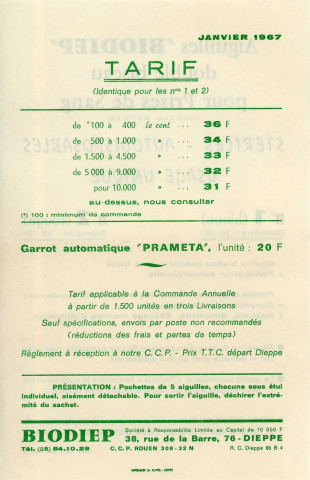 JANVIER 1967
TARIF
(Identique pour les nos 1 et 2)
de *100 à 400 le cent ... 36 F
de 500 à 1.000 » ... 34 F
de 1.500 à 4.500 » ... 33 F
de 5 000 à 9.000 » ... 32 F
pour 10.000 » ... 31 F
au-dessus, nous consulter
(*) 100 : minimum de commande
Garrot automatique "PRAMETA", l'unité : 20 F
Tarif applicable à la Commande Annuelle
à partir de 1.500 unités en trois Livraisons
Sauf spécifications, envois par poste non recommandés
(réductions des frais et pertes de temps)
Règlement à réception à notre C.C.P. - Prix T.T.C. départ Dieppe
PRÉSENTATION : Pochettes de 5 aiguilles, chacune sous étui
individuel, aisément détachable. Pour sortir l'aiguille, déchirer l'extré-
mité du sachet.
BIODIEP
Société à Responsabilité Limitée au Capital de 10 000 F
38, rue de la Barre, 76 - DIEPPE
Tél. (35) 84.10.29
C.C.P. ROUEN 308-32 N
R.C. Dieppe 65 B 4